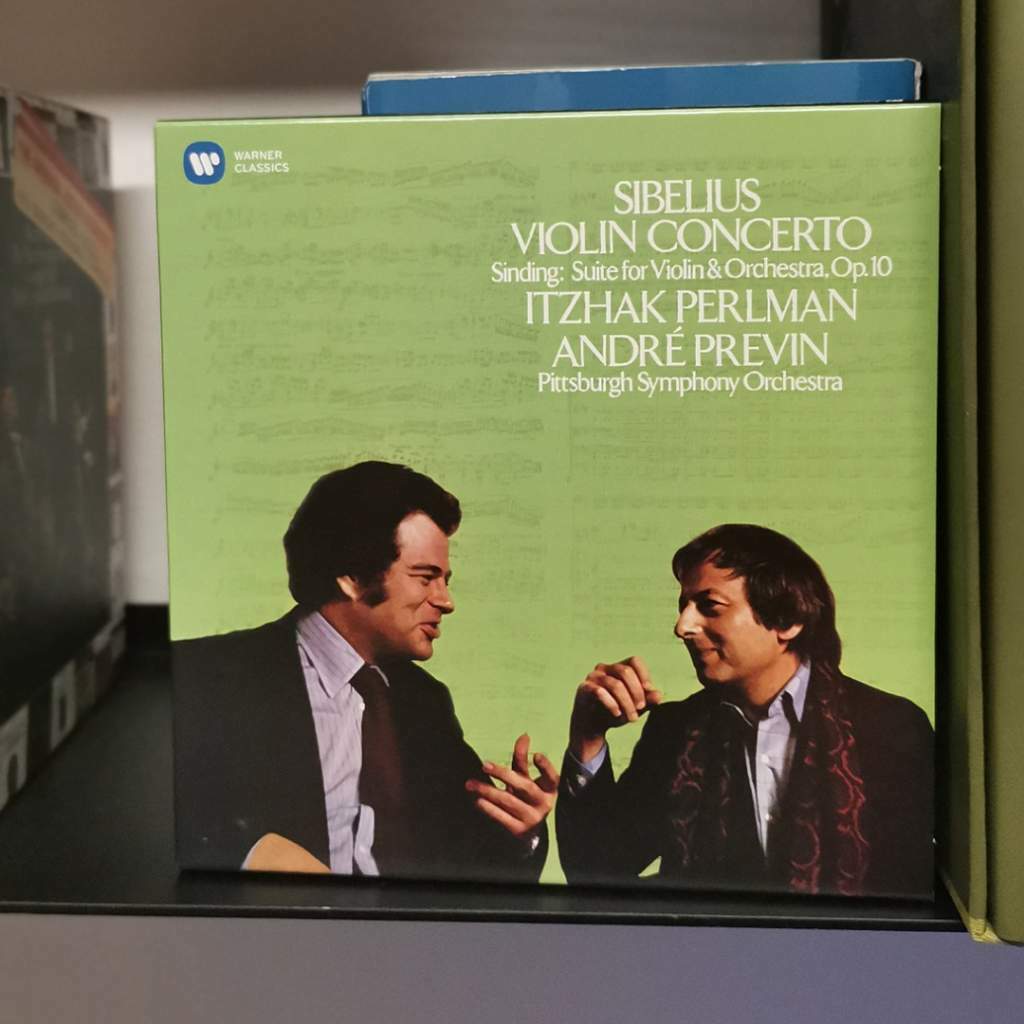 WARNER
CLASSICS
SIBELIUS
VIOLIN CONCERTO
Sinding: Suite for Violin & Orchestra, Op.10
ITZHAK PERLMAN
ANDRÉ PREVIN
Pittsburgh Symphony Orchestra